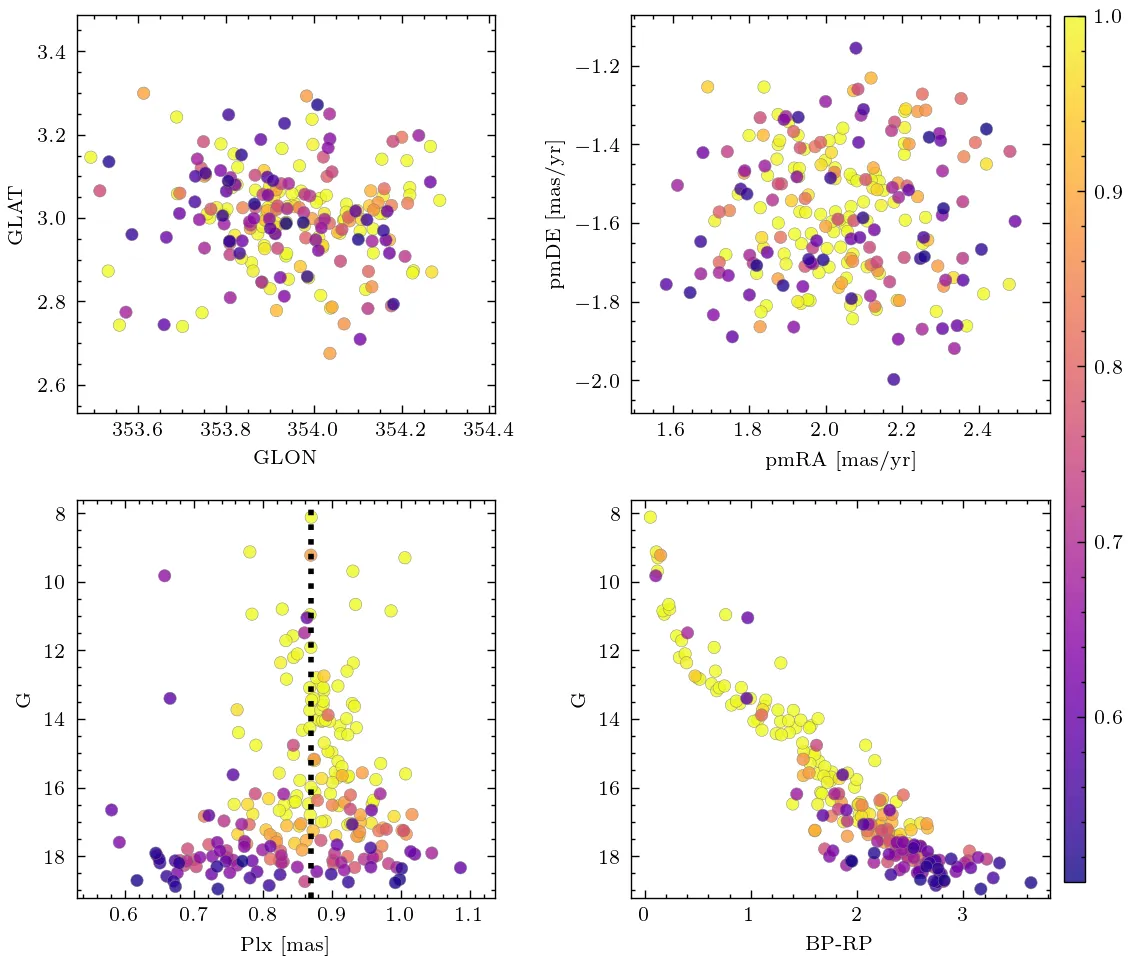 3.4
3.2
3.0
2.8
2.6
GLAT
353.6 353.8 354.0 354.2 354.4
GLON
−1.2
−1.4
−1.6
−1.8
−2.0
pmDE [mas/yr]
1.6 1.8 2.0 2.2 2.4
pmRA [mas/yr]
1.0
0.9
0.8
0.7
0.6
8
10
12
14
16
18
G
0.6 0.7 0.8 0.9 1.0 1.1
Plx [mas]
8
10
12
14
16
18
G
0 1 2 3
BP-RP